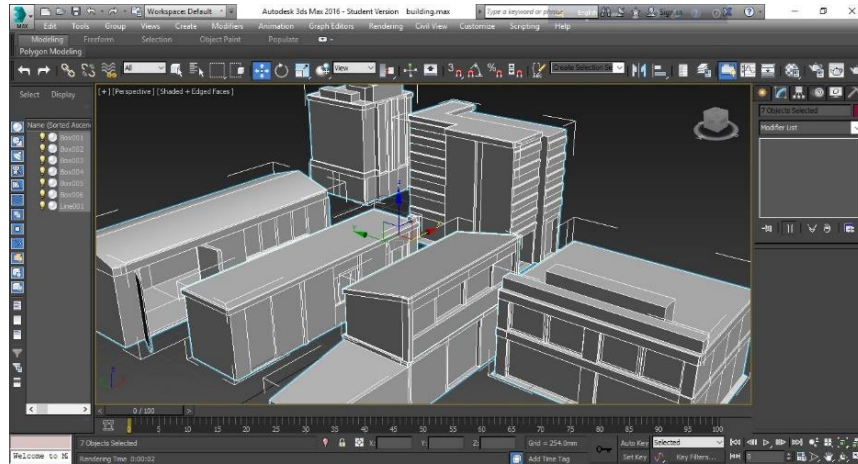 Workspace: Default
Autodesk 3ds Max 2016 - Student Version
building.max
Type a keyword or phrase
MAX
Edit Tools Group Views Create Modifiers Animation Graph Editors Rendering Civil View Customize Scripting Help
Modeling Freeform Selection Object Paint Populate
Polygon Modeling
All
View
Create Selection Se
Select Display
[+] [Perspective] [Shaded + Edged Faces]
7 Objects Selected
Name (Sorted Ascen
Modifier List
Box001
Box002
Box003
Box004
Box005
Box006
Line001
0 / 100
0 5 10 15 20 25 30 35 40 45 50 55 60 65 70 75 80 85 90 95 100
7 Objects Selected
X:
Y:
Z:
Grid = 254.0mm
Auto Key
Selected
Welcome to M
Rendering Time 0:00:02
Add Time Tag
Set Key
Key Filters...